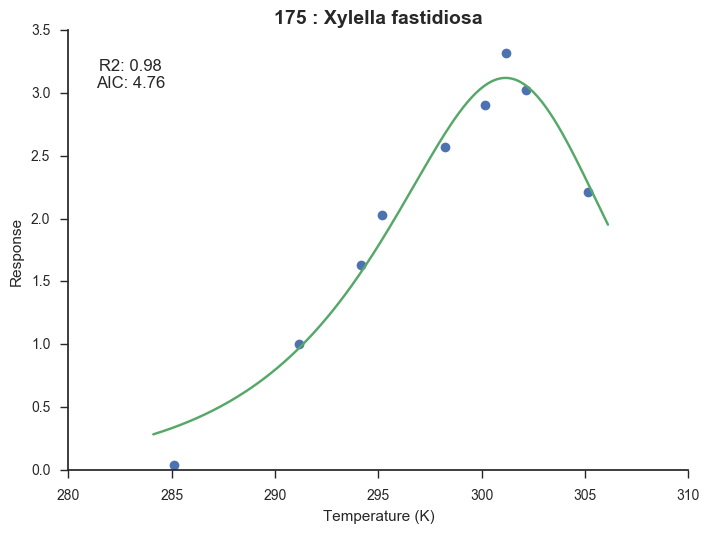 175 : Xylella fastidiosa
R2: 0.98
AIC: 4.76
3.5
3.0
2.5
2.0
1.5
1.0
0.5
0.0
Response
280 285 290 295 300 305 310
Temperature (K)